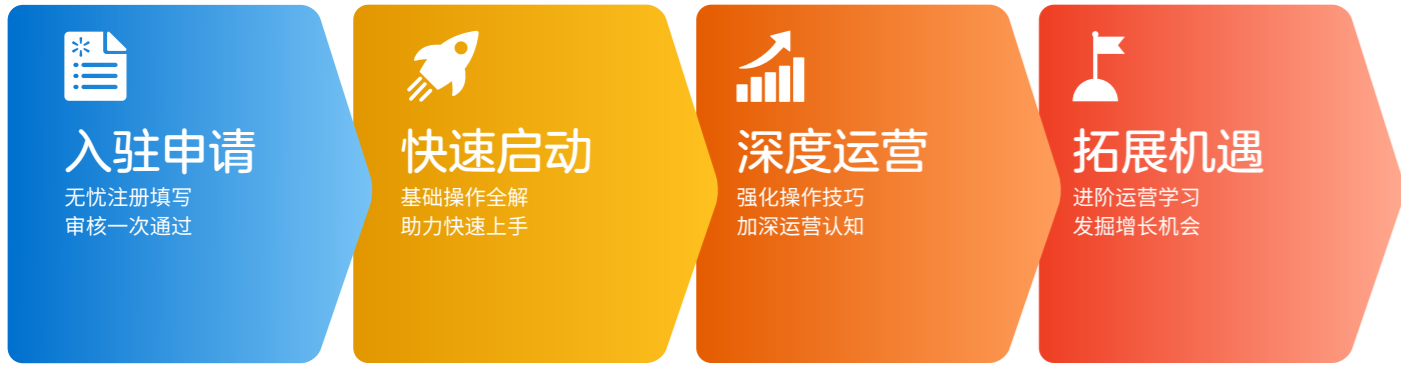 入驻申请
无忧注册填写
审核一次通过
快速启动
基础操作全解
助力快速上手
深度运营
强化操作技巧
加深运营认知
拓展机遇
进阶运营学习
发掘增长机会